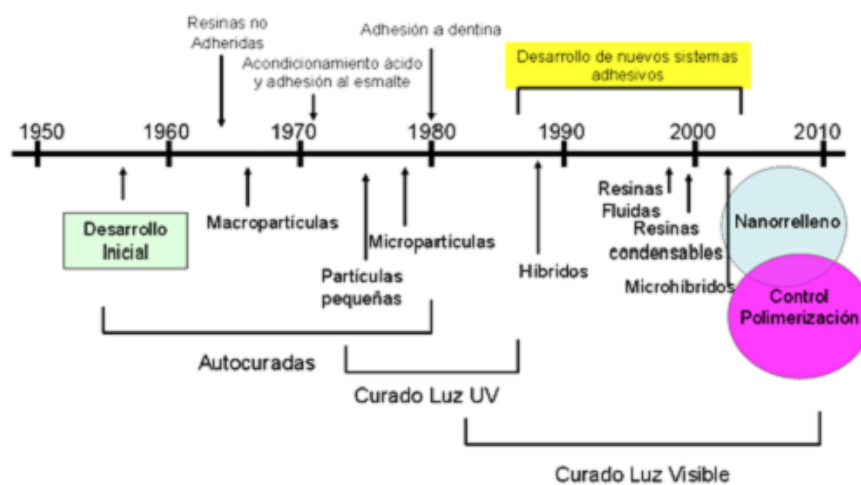 Resinas no
Adheridas
Acondicionamiento ácido
y adhesión al esmalte
Adhesión a dentina
Desarrollo de nuevos sistemas
adhesivos
1950 1960 1970 1980 1990 2000 2010
Desarrollo
Inicial
Macropartículas
Partículas
pequeñas
Micropartículas
Híbridos
Resinas
Fluidas
Resinas
condensables
Microhíbridos
Nanorrelleno
Control
Polimerización
Autocuradas
Curado Luz UV
Curado Luz Visible